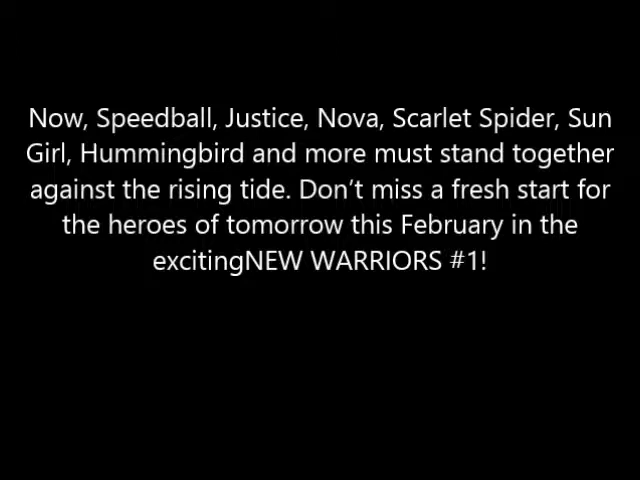 Now, Speedball, Justice, Nova, Scarlet Spider, Sun
Girl, Hummingbird and more must stand together
against the rising tide. Don’t miss a fresh start for
the heroes of tomorrow this February in the
excitingNEW WARRIORS #1!